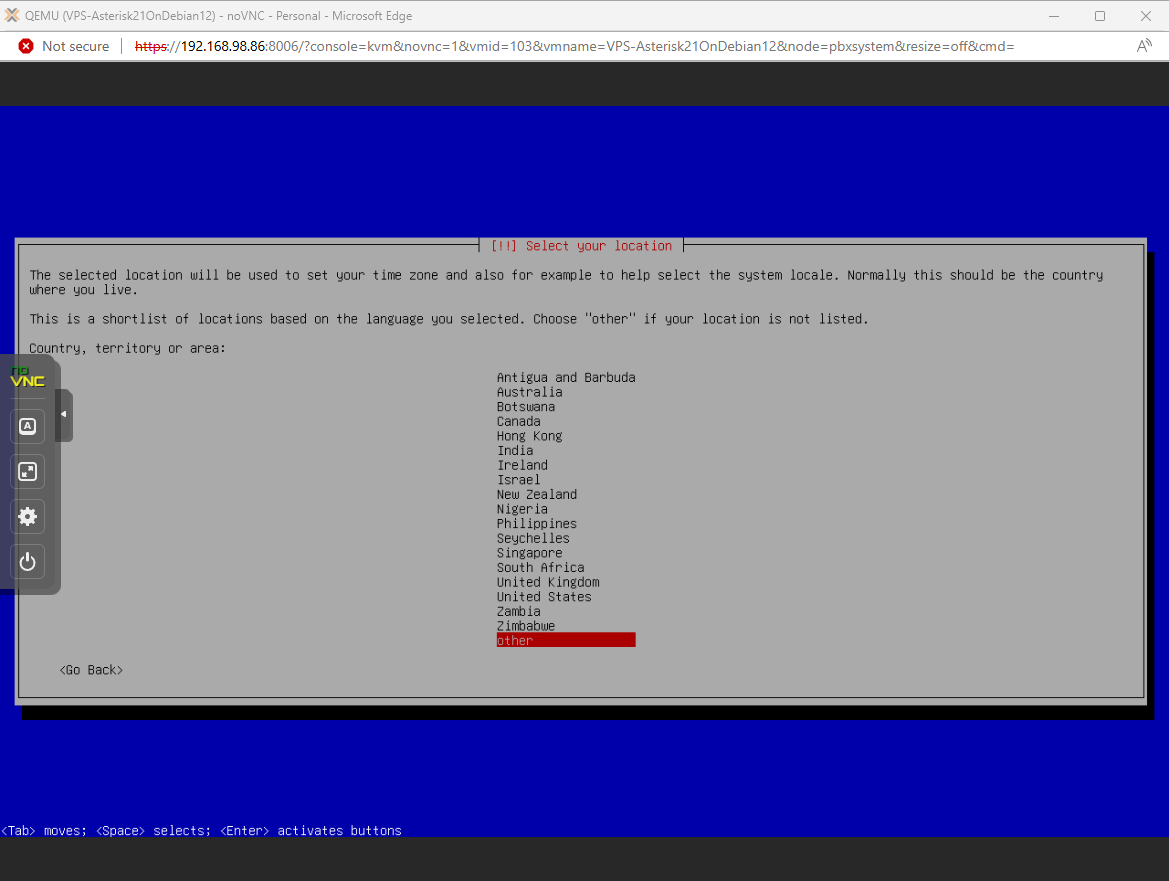 QEMU (VPS-Asterisk21OnDebian12) - noVNC - Personal - Microsoft Edge
Not secure
https://192.168.98.86:8006/?console=kvm&novnc=1&vmid=103&vmname=VPS-Asterisk21OnDebian12&node=pbxsystem&resize=off&cmd=
A
[!!] Select your location
The selected location will be used to set your time zone and also for example to help select the system locale. Normally this should be the country
where you live.
This is a shortlist of locations based on the language you selected. Choose "other" if your location is not listed.
Country, territory or area:
no
VNC
A
Antigua and Barbuda
Australia
Botswana
Canada
Hong Kong
India
Ireland
Israel
New Zealand
Nigeria
Philippines
Seychelles
Singapore
South Africa
United Kingdom
United States
Zambia
Zimbabwe
other
<Go Back>
<Tab> moves; <Space> selects; <Enter> activates buttons